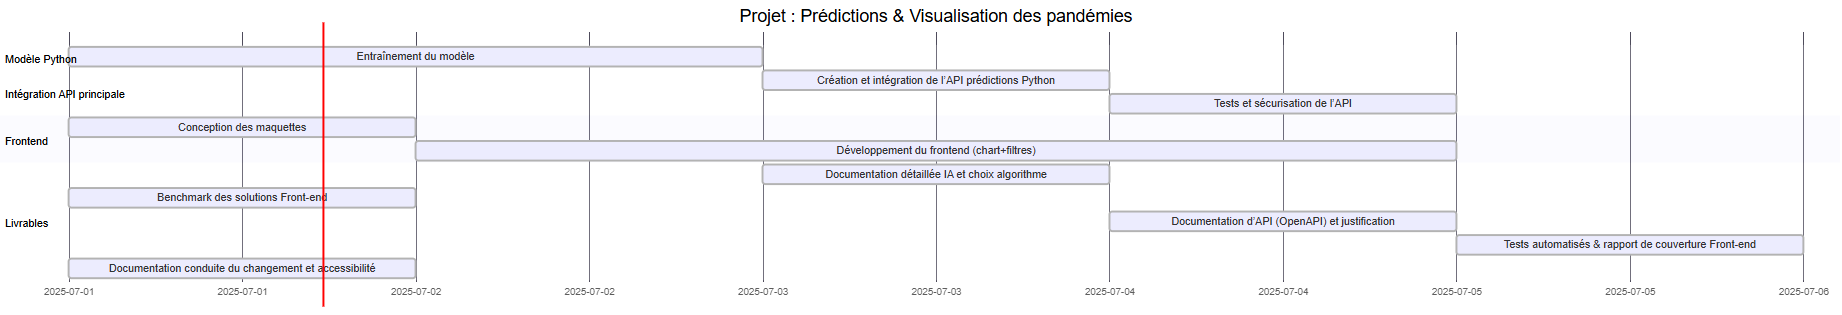 Projet : Prédictions & Visualisation des pandémies
Modèle Python
Entraînement du modèle
Création et intégration de l'API prédictions Python
Intégration API principale
Tests et sécurisation de l'API
Conception des maquettes
Frontend
Développement du frontend (chart+filtres)
Documentation détaillée IA et choix algorithme
Benchmark des solutions Front-end
Livrables
Documentation d'API (OpenAPI) et justification
Tests automatisés & rapport de couverture Front-end
Documentation conduite du changement et accessibilité
2025-07-01 2025-07-01 2025-07-02 2025-07-02 2025-07-03 2025-07-03 2025-07-04 2025-07-04 2025-07-05 2025-07-05 2025-07-06